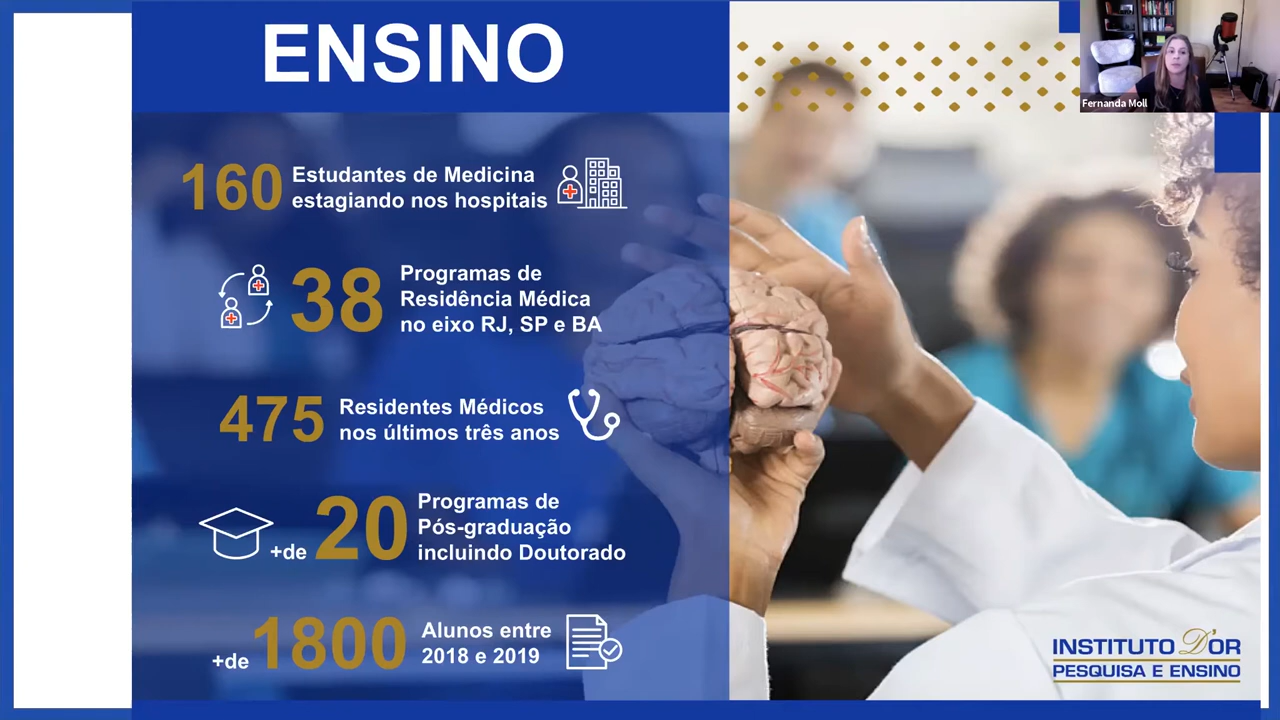 ENSINO
160
Estudantes de Medicina
estagiando nos hospitais
38
Programas de
Residência Médica
no eixo RJ, SP e BA
475
Residentes Médicos
nos últimos três anos
+de 20
Programas de
Pós-graduação
incluindo Doutorado
+de 1800
Alunos entre
2018 e 2019
Fernanda Moll
INSTITUTO D'OR
PESQUISA E ENSINO